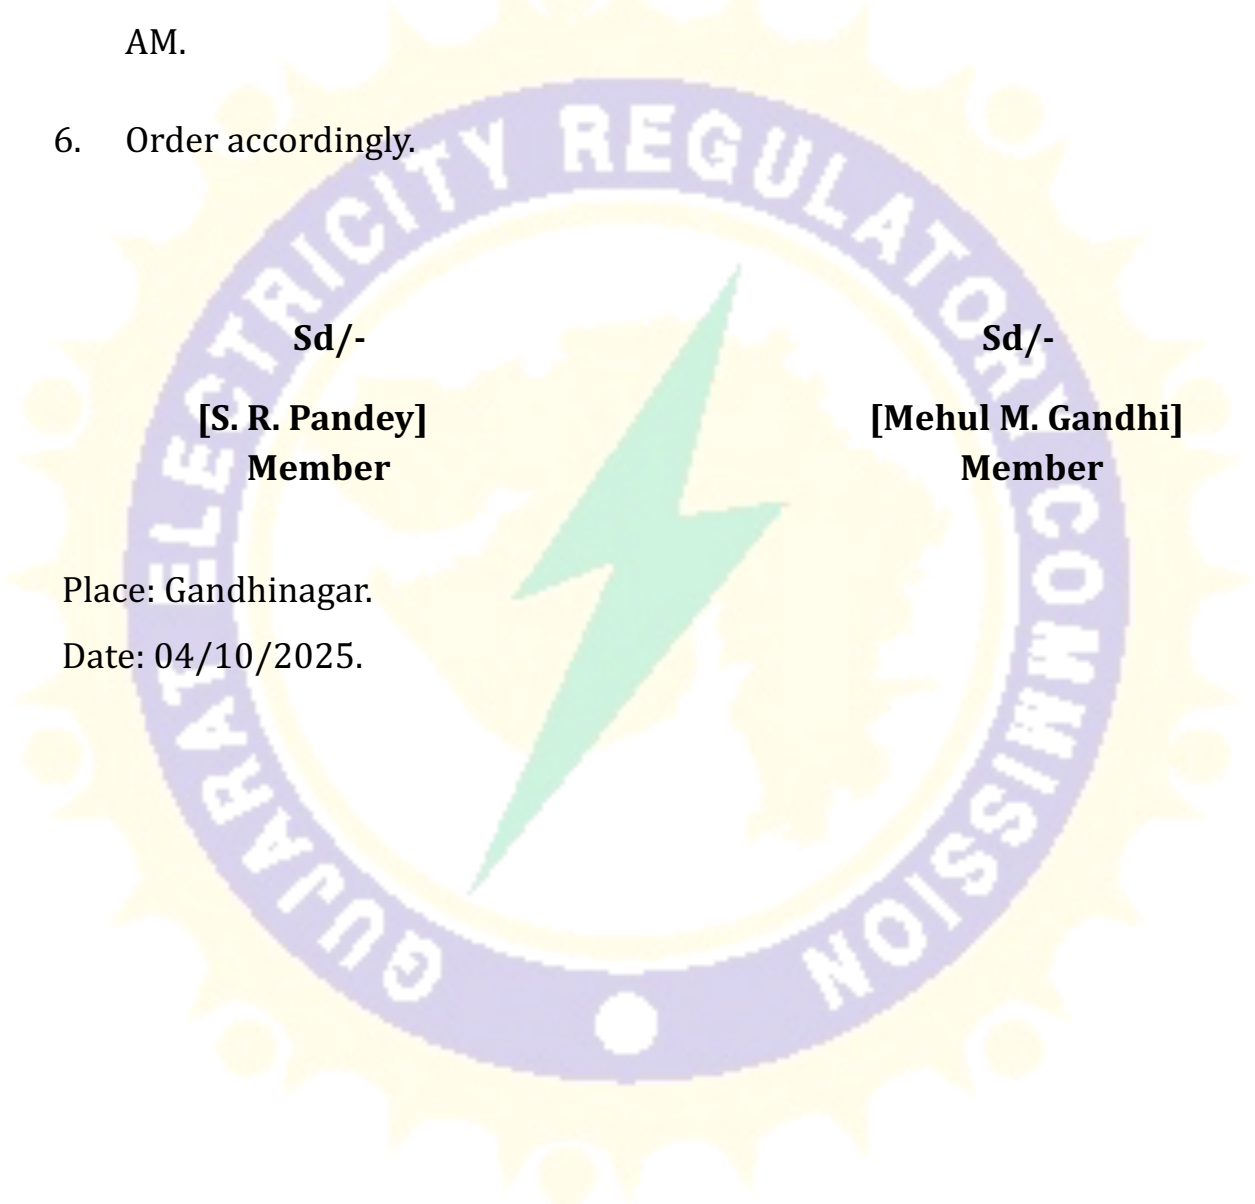 AM.
6. Order accordingly.
Sd/- Sd/-
[S. R. Pandey] [Mehul M. Gandhi]
Member Member
Place: Gandhinagar.
Date: 04/10/2025.
GUJARAT ELECTRICITY REGULATORY COMMISSION